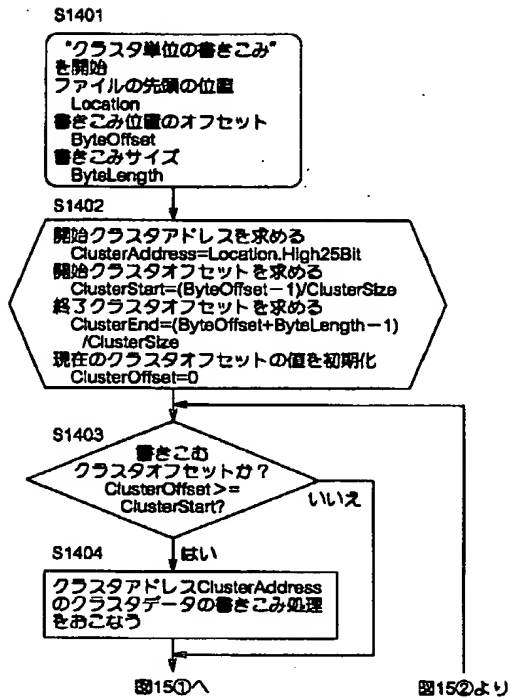 S1401
"クラスタ単位の書きこみ"
を開始
ファイルの先頭の位置
Location
書きこみ位置のオフセット
ByteOffset
書きこみサイズ
ByteLength
S1402
開始クラスタアドレスを求める
ClusterAddress=Location.High25Bit
開始クラスタオフセットを求める
ClusterStart=(ByteOffset-1)/ClusterSize
終了クラスタオフセットを求める
ClusterEnd=(ByteOffset+ByteLength-1)
/ClusterSize
現在のクラスタオフセットの値を初期化
ClusterOffset=0
S1403
書きこむ
クラスタオフセットか?
ClusterOffset>=
ClusterStart?
いいえ
はい
S1404
クラスタアドレスClusterAddress
のクラスタデータの書きこみ処理
をおこなう
図15①へ
図15②より